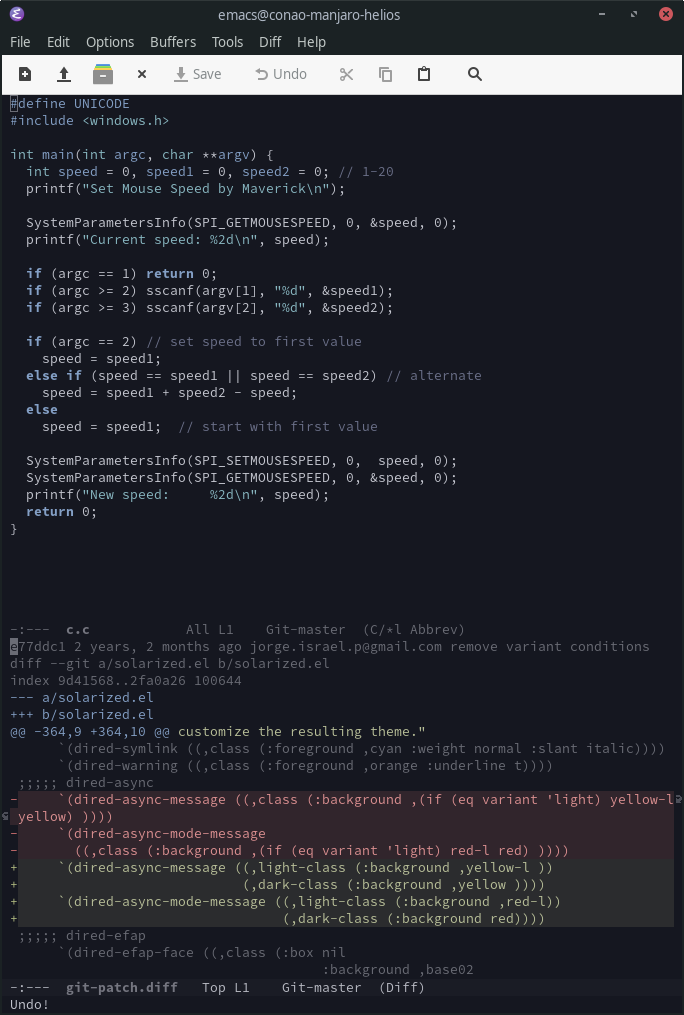 emacs@conao-manjaro-helios
File Edit Options Buffers Tools Diff Help
Save Undo
#define UNICODE
#include <windows.h>
int main(int argc, char **argv) {
  int speed = 0, speed1 = 0, speed2 = 0; // 1-20
  printf("Set Mouse Speed by Maverick\n");
  SystemParametersInfo(SPI_GETMOUSESPEED, 0, &speed, 0);
  printf("Current speed: %2d\n", speed);
  if (argc == 1) return 0;
  if (argc >= 2) sscanf(argv[1], "%d", &speed1);
  if (argc >= 3) sscanf(argv[2], "%d", &speed2);
  if (argc == 2) // set speed to first value
    speed = speed1;
  else if (speed == speed1 || speed == speed2) // alternate
    speed = speed1 + speed2 - speed;
  else
    speed = speed1;  // start with first value
  SystemParametersInfo(SPI_SETMOUSESPEED, 0,  speed, 0);
  SystemParametersInfo(SPI_GETMOUSESPEED, 0, &speed, 0);
  printf("New speed:     %2d\n", speed);
  return 0;
}
-:---  c.c            All L1    Git-master  (C/*l Abbrev)
e77ddc1 2 years, 2 months ago jorge.israel.p@gmail.com remove variant conditions
diff --git a/solarized.el b/solarized.el
index 9d41568..2fa0a26 100644
--- a/solarized.el
+++ b/solarized.el
@@ -364,9 +364,10 @@ customize the resulting theme."
      `(dired-symlink ((,class (:foreground ,cyan :weight normal :slant italic))))
      `(dired-warning ((,class (:foreground ,orange :underline t))))
 ;;;;; dired-async
-     `(dired-async-message ((,class (:background ,(if (eq variant 'light) yellow-l
yellow) ))))
-     `(dired-async-mode-message
-       ((,class (:background ,(if (eq variant 'light) red-l red) ))))
+     `(dired-async-message ((,light-class (:background ,yellow-l ))
+                            (,dark-class (:background ,yellow ))))
+     `(dired-async-mode-message ((,light-class (:background ,red-l))
+                                 (,dark-class (:background red))))
 ;;;;; dired-efap
      `(dired-efap-face ((,class (:box nil
                                       :background ,base02
-:---  git-patch.diff   Top L1    Git-master  (Diff)
Undo!